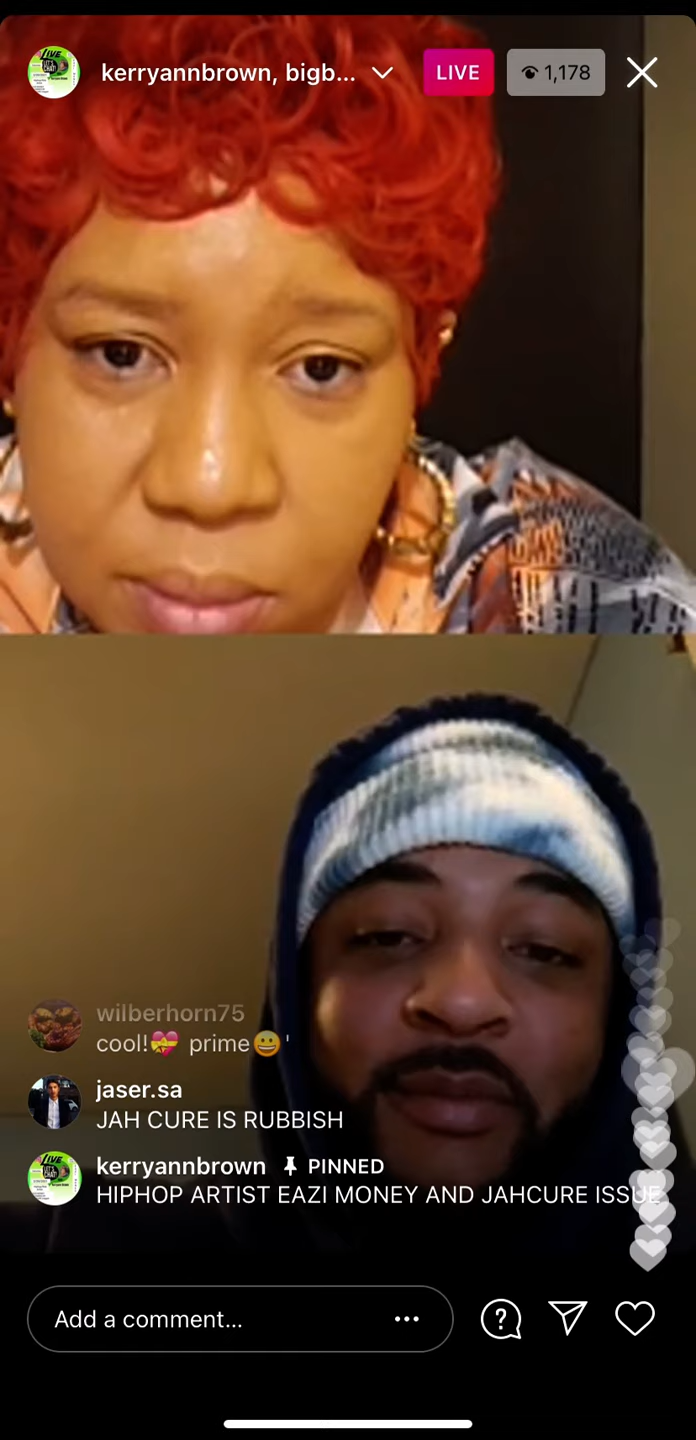 kerryannbrown, bigb...
LIVE
1,178
wilberhorn75
cool!💝 prime😀'
jaser.sa
JAH CURE IS RUBBISH
kerryannbrown PINNED
HIPHOP ARTIST EAZI MONEY AND JAHCURE ISSUE
Add a comment...